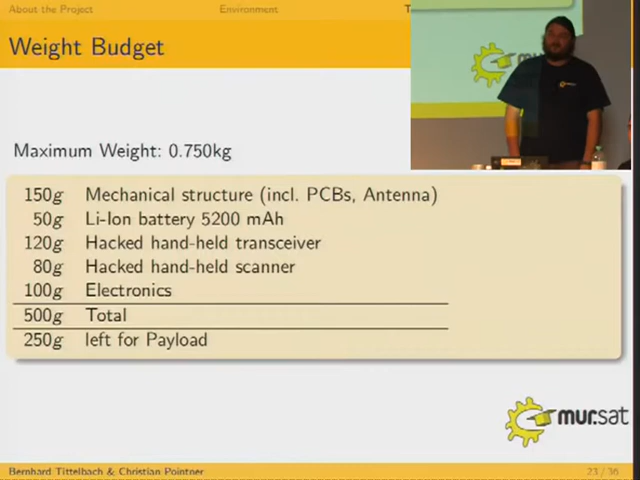 About the Project
Environment
T
Weight Budget
mur.
Maximum Weight: 0.750kg
150g Mechanical structure (incl. PCBs, Antenna)
50g Li-Ion battery 5200 mAh
120g Hacked hand-held transceiver
80g Hacked hand-held scanner
100g Electronics
500g Total
250g left for Payload
mur.sat
Bernhard Tittelbach & Christian Pointner
23 / 36